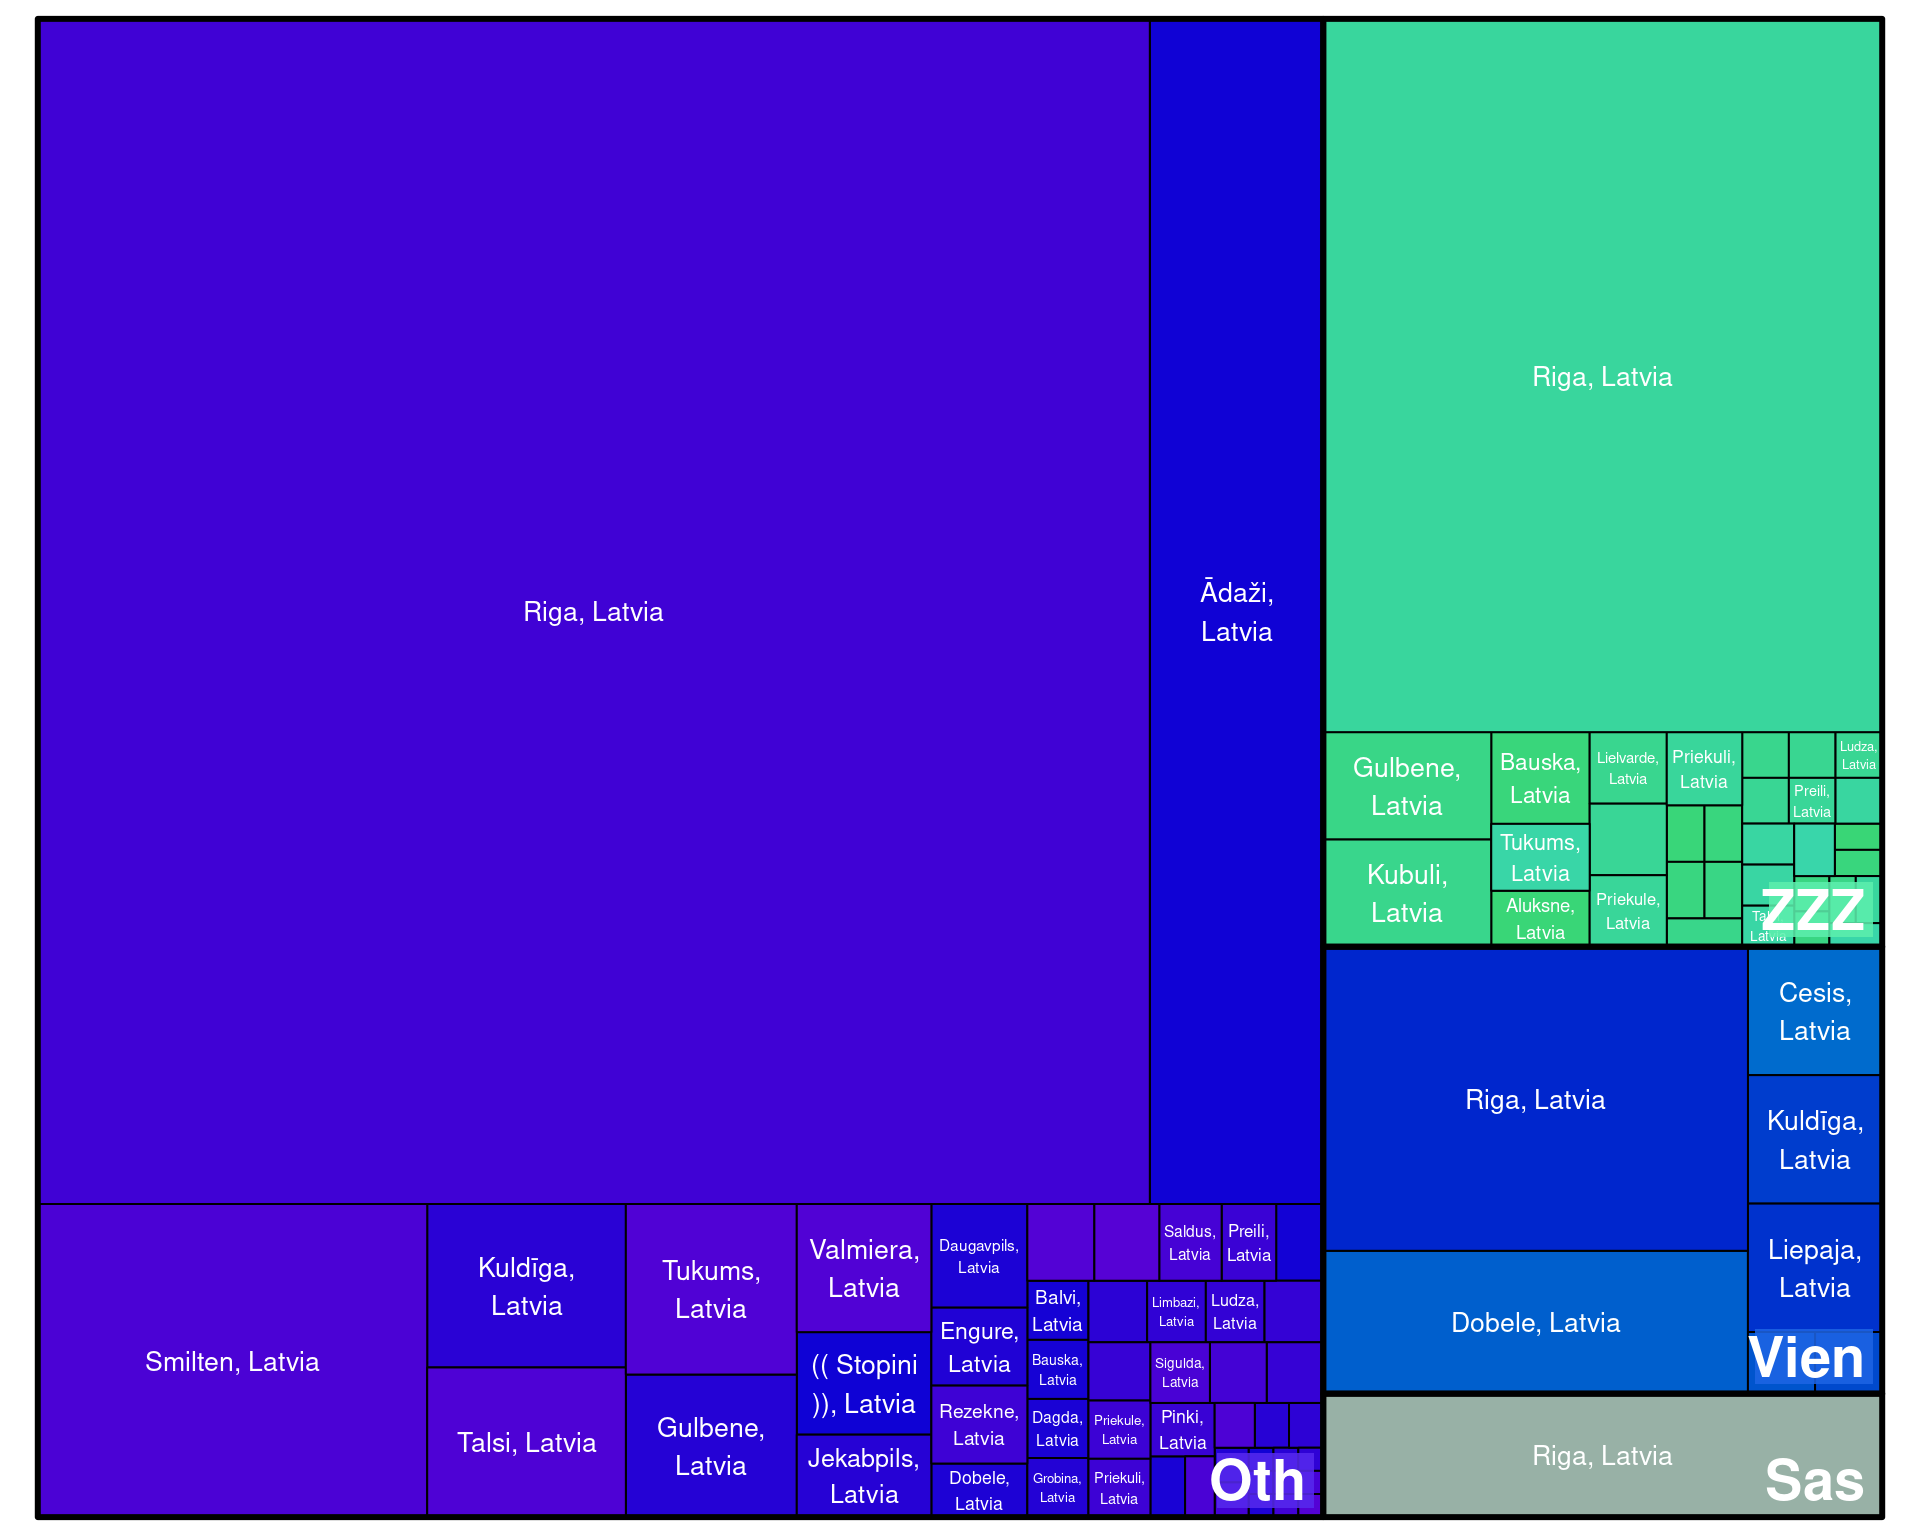 Riga, Latvia
Ādaži,
Latvia
Smilten, Latvia
Kuldīga,
Latvia
Talsi, Latvia
Tukums,
Latvia
Gulbene,
Latvia
Valmiera,
Latvia
(( Stopini
)), Latvia
Jekabpils,
Latvia
Daugavpils,
Latvia
Engure,
Latvia
Rezekne,
Latvia
Dobele,
Latvia
Saldus,
Latvia
Preili,
Latvia
Balvi,
Latvia
Limbazi,
Latvia
Ludza,
Latvia
Bauska,
Latvia
Sigulda,
Latvia
Dagda,
Latvia
Priekule,
Latvia
Pinki,
Latvia
Grobina,
Latvia
Priekuli,
Latvia
Oth
Riga, Latvia
Gulbene,
Latvia
Kubuli,
Latvia
Bauska,
Latvia
Tukums,
Latvia
Aluksne,
Latvia
Lielvarde,
Latvia
Priekule,
Latvia
Priekuli,
Latvia
Ludza,
Latvia
Preili,
Latvia
Latvia
ZZZ
Riga, Latvia
Dobele, Latvia
Cesis,
Latvia
Kuldīga,
Latvia
Liepaja,
Latvia
Vien
Riga, Latvia
Sas